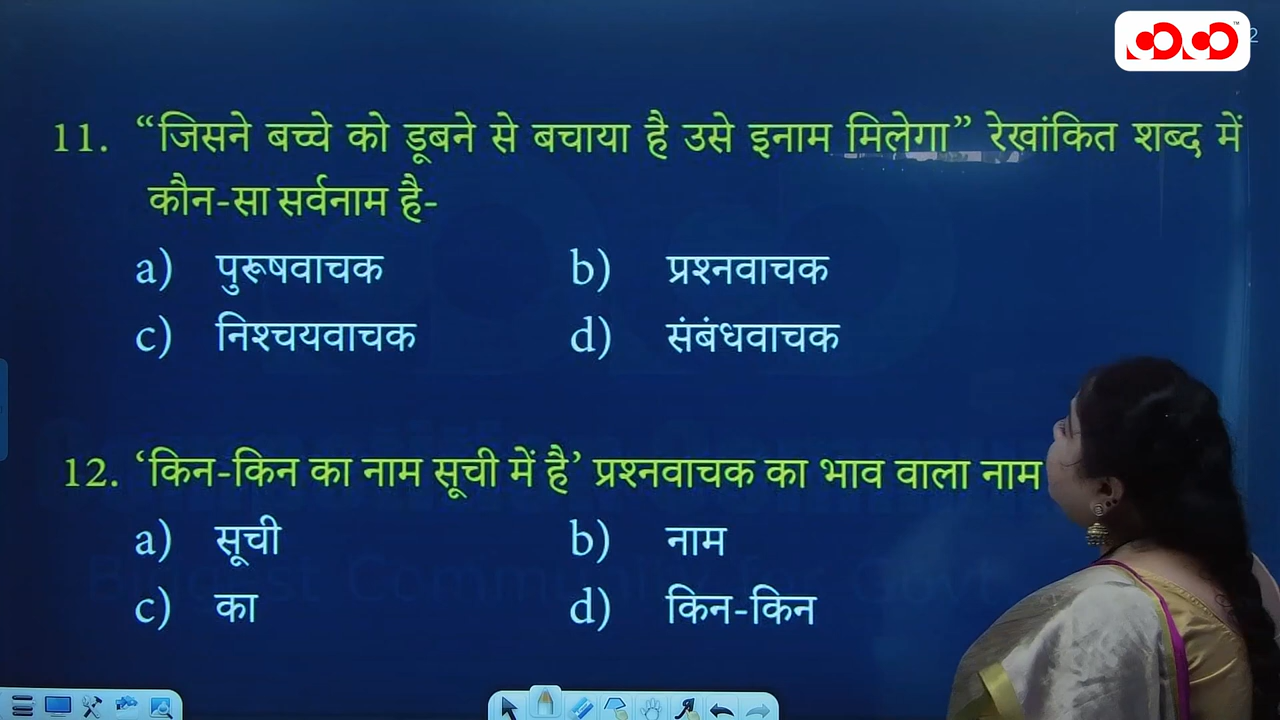 11. “जिसने बच्चे को डूबने से बचाया है उसे इनाम मिलेगा” रेखांकित शब्द में
कौन-सा सर्वनाम है-
a) पुरूषवाचक b) प्रश्नवाचक
c) निश्चयवाचक d) संबंधवाचक
12. ‘किन-किन का नाम सूची में है’ प्रश्नवाचक का भाव वाला नाम
a) सूची b) नाम
c) का d) किन-किन